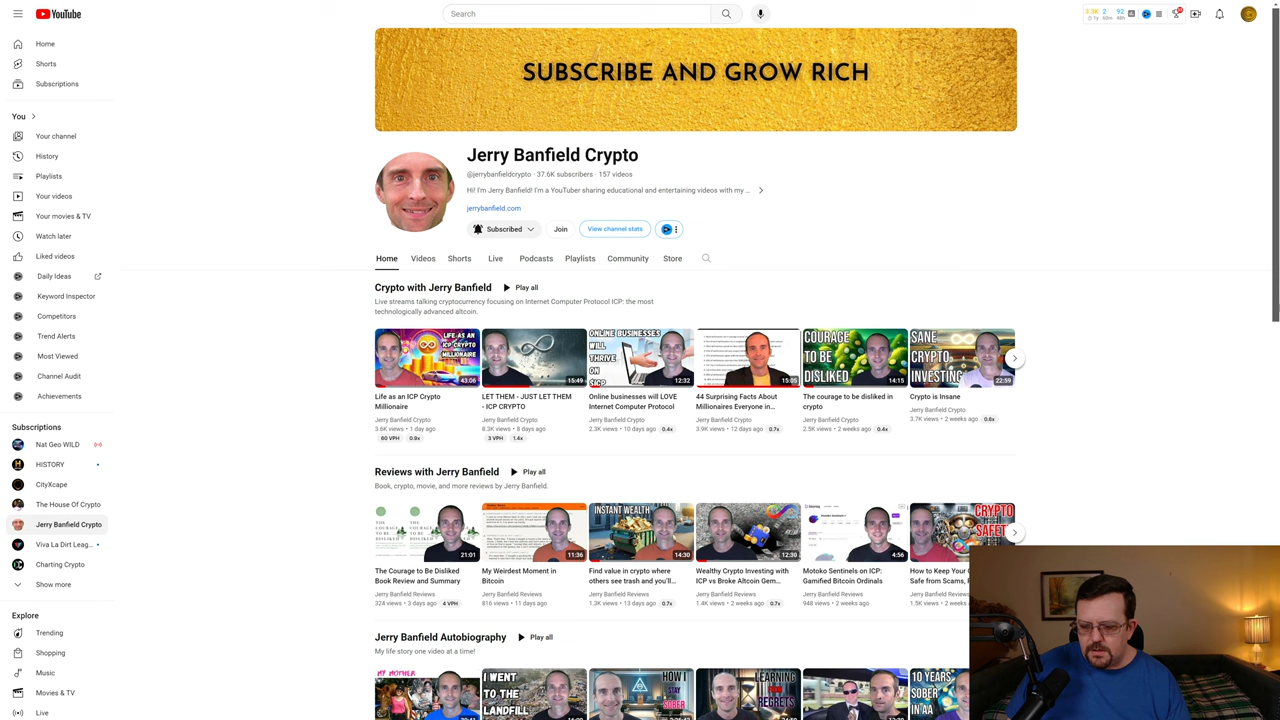 YouTube
Search
3.3K 2 92
1y 60m 48h
Home
Shorts
Subscriptions
You
Your channel
History
Playlists
Your videos
Your movies & TV
Watch later
Liked videos
Daily Ideas
Keyword Inspector
Competitors
Trend Alerts
Most Viewed
Channel Audit
Achievements
Subscriptions
Nat Geo WILD
HISTORY
CityXcape
The House Of Crypto
Jerry Banfield Crypto
Viva La Dirt Leag...
Charting Crypto
Show more
Explore
Trending
Shopping
Music
Movies & TV
Live
SUBSCRIBE AND GROW RICH
Jerry Banfield Crypto
@jerrybanfieldcrypto · 37.6K subscribers · 157 videos
Hi! I'm Jerry Banfield! I'm a YouTuber sharing educational and entertaining videos with my ...
jerrybanfield.com
Subscribed Join View channel stats
Home Videos Shorts Live Podcasts Playlists Community Store
Crypto with Jerry Banfield Play all
Live streams talking cryptocurrency focusing on Internet Computer Protocol ICP: the most
technologically advanced altcoin.
LIFE AS AN
ICP CRYPTO
MILLIONAIRE
43:06
15:49
ONLINE BUSINESSES
WILL
THRIVE
ON
$ICP
12:32
15:05
COURAGE
TO BE
DISLIKED
14:15
SANE
CRYPTO
INVESTING
22:59
Life as an ICP Crypto
Millionaire
Jerry Banfield Crypto
3.6K views • 1 day ago
60 VPH 0.9x
LET THEM - JUST LET THEM
- ICP CRYPTO
Jerry Banfield Crypto
8.3K views • 8 days ago
3 VPH 1.4x
Online businesses will LOVE
Internet Computer Protocol
Jerry Banfield Crypto
2.3K views • 10 days ago 0.4x
44 Surprising Facts About
Millionaires Everyone in...
Jerry Banfield Crypto
3.9K views • 12 days ago 0.7x
The courage to be disliked in
crypto
Jerry Banfield Crypto
2.5K views • 2 weeks ago 0.4x
Crypto is Insane
Jerry Banfield Crypto
3.7K views • 2 weeks ago 0.6x
Reviews with Jerry Banfield Play all
Book, crypto, movie, and more reviews by Jerry Banfield.
21:01
11:36
INSTANT WEALTH
14:30
12:30
4:56
CRYPTO
SAFETY
The Courage to Be Disliked
Book Review and Summary
Jerry Banfield Reviews
324 views • 3 days ago 4 VPH
My Weirdest Moment in
Bitcoin
Jerry Banfield Reviews
816 views • 11 days ago
Find value in crypto where
others see trash and you'll...
Jerry Banfield Reviews
1.3K views • 13 days ago 0.7x
Wealthy Crypto Investing with
ICP vs Broke Altcoin Gem...
Jerry Banfield Reviews
1.4K views • 2 weeks ago 0.7x
Motoko Sentinels on ICP:
Gamified Bitcoin Ordinals
Jerry Banfield Reviews
948 views • 2 weeks ago
How to Keep Your
Safe from Scams,
Jerry Banfield Reviews
1.5K views • 2 weeks
Jerry Banfield Autobiography Play all
My life story one video at a time!
MY MOTHER
I WENT
TO THE
LANDFILL
HOW I
STAY
SOBER
LEARNING
FROM
REGRETS
10 YEARS
SOBER
IN AA